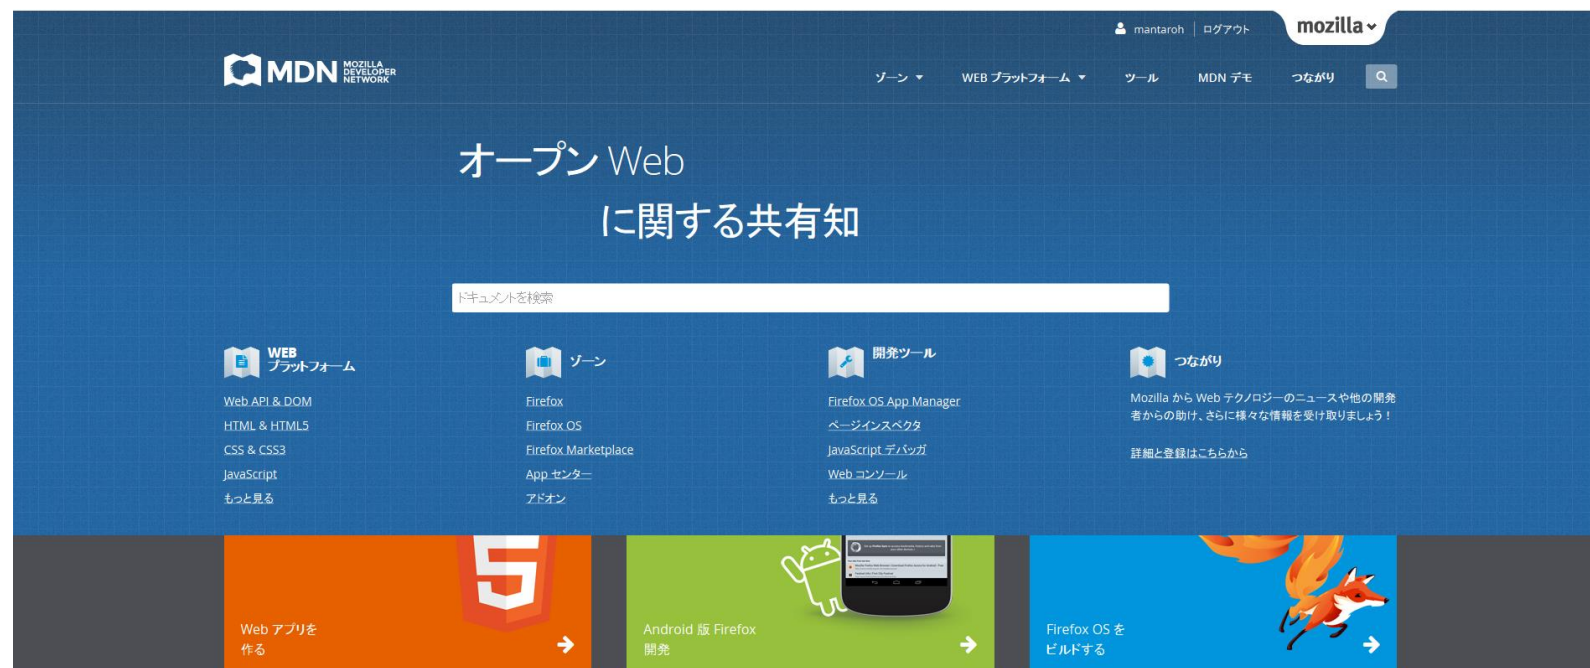 mantaroh ログアウト
mozilla
MDN MOZILLA DEVELOPER NETWORK
ゾーン WEB プラットフォーム ツール MDN デモ つながり
オープン Web
に関する共有知
ドキュメントを検索
WEB
プラットフォーム
Web API & DOM
HTML & HTML5
CSS & CSS3
JavaScript
もっと見る
ゾーン
Firefox
Firefox OS
Firefox Marketplace
App センター
アドオン
開発ツール
Firefox OS App Manager
ページインスペクタ
JavaScript デバッガ
Web コンソール
もっと見る
つながり
Mozilla から Web テクノロジーのニュースや他の開発
者からの助け、さらに様々な情報を受け取りましょう！
詳細と登録はこちらから
Web アプリを
作る
Android 版 Firefox
開発
Firefox OS を
ビルドする